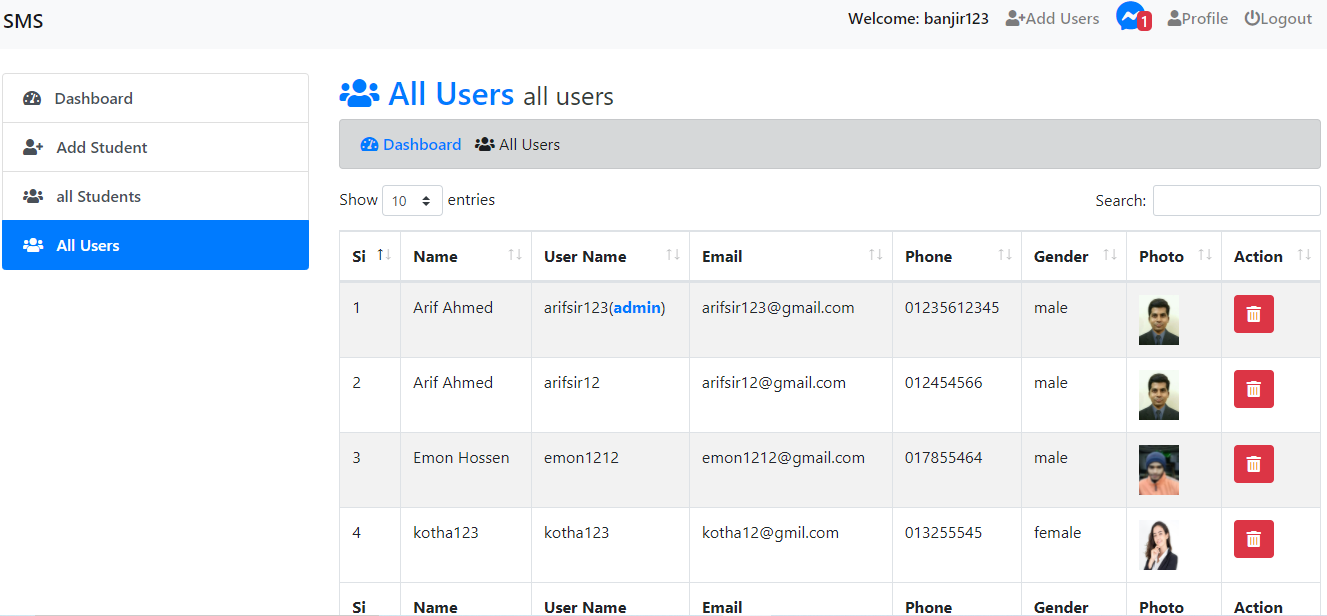 SMS Welcome: banjir123 Add Users 1 Profile Logout
Dashboard
Add Student
all Students
All Users
All Users all users
Dashboard All Users
Show 10 entries Search:
Si Name User Name Email Phone Gender Photo Action
1 Arif Ahmed arifsir123(admin) arifsir123@gmail.com 01235612345 male
2 Arif Ahmed arifsir12 arifsir12@gmail.com 012454566 male
3 Emon Hossen emon1212 emon1212@gmail.com 017855464 male
4 kotha123 kotha123 kotha12@gmil.com 013255545 female
Si Name User Name Email Phone Gender Photo Action